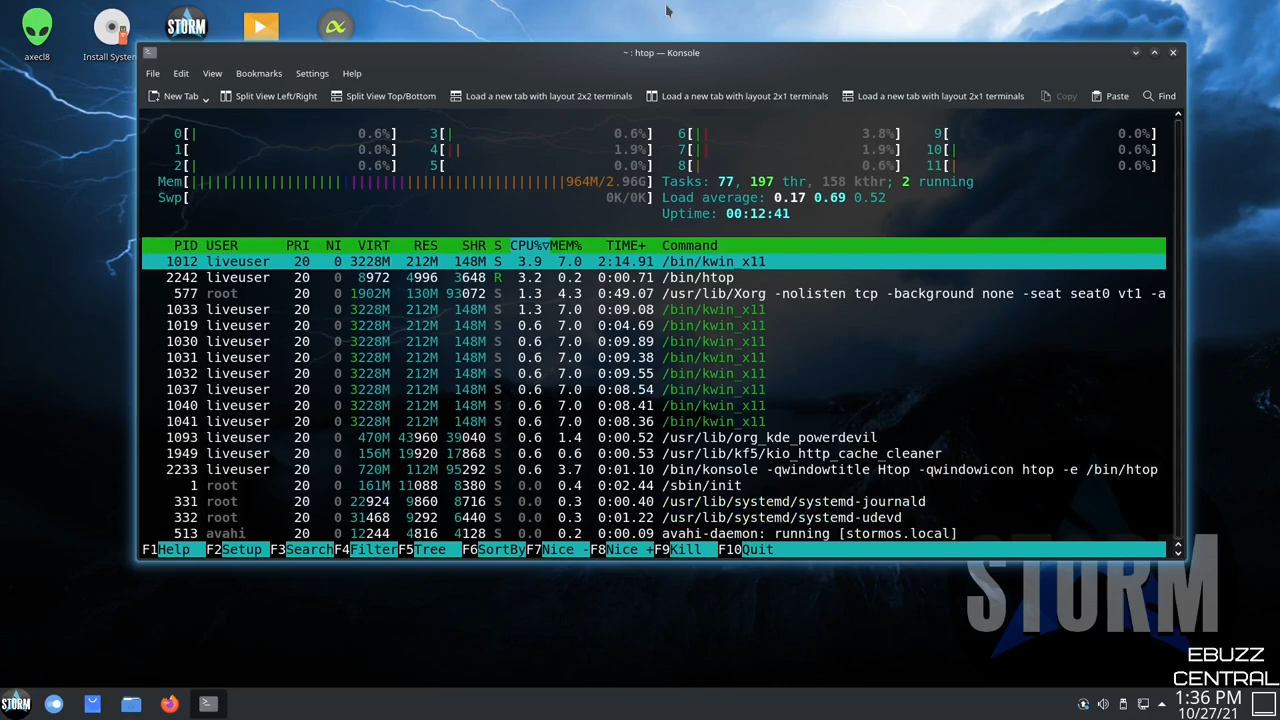 STORM
axecl8
Install System
~ : htop — Konsole
File Edit View Bookmarks Settings Help
New Tab Split View Left/Right Split View Top/Bottom Load a new tab with layout 2x2 terminals Load a new tab with layout 2x1 terminals Load a new tab with layout 2x1 terminals Copy Paste Find
0[| 0.6%] 3[| 0.6%] 6[|| 3.8%] 9[ 0.0%]
1[ 0.0%] 4[|| 1.9%] 7[|| 1.9%] 10[| 0.6%]
2[| 0.6%] 5[ 0.0%] 8[| 0.6%] 11[| 0.6%]
Mem[ 964M/2.96G] Tasks: 77, 197 thr, 158 kthr; 2 running
Swp[ 0K/0K] Load average: 0.17 0.69 0.52
Uptime: 00:12:41
PID USER PRI NI VIRT RES SHR S CPU%▽MEM% TIME+ Command
1012 liveuser 20 0 3228M 212M 148M S 3.9 7.0 2:14.91 /bin/kwin_x11
2242 liveuser 20 0 8972 4996 3648 R 3.2 0.2 0:00.71 /bin/htop
577 root 20 0 1902M 130M 93072 S 1.3 4.3 0:49.07 /usr/lib/Xorg -nolisten tcp -background none -seat seat0 vt1 -a
1033 liveuser 20 0 3228M 212M 148M S 1.3 7.0 0:09.08 /bin/kwin_x11
1019 liveuser 20 0 3228M 212M 148M S 0.6 7.0 0:04.69 /bin/kwin_x11
1030 liveuser 20 0 3228M 212M 148M S 0.6 7.0 0:09.89 /bin/kwin_x11
1031 liveuser 20 0 3228M 212M 148M S 0.6 7.0 0:09.38 /bin/kwin_x11
1032 liveuser 20 0 3228M 212M 148M S 0.6 7.0 0:09.55 /bin/kwin_x11
1037 liveuser 20 0 3228M 212M 148M S 0.6 7.0 0:08.54 /bin/kwin_x11
1040 liveuser 20 0 3228M 212M 148M S 0.6 7.0 0:08.41 /bin/kwin_x11
1041 liveuser 20 0 3228M 212M 148M S 0.6 7.0 0:08.36 /bin/kwin_x11
1093 liveuser 20 0 470M 43960 39040 S 0.6 1.4 0:00.52 /usr/lib/org_kde_powerdevil
1949 liveuser 20 0 156M 19920 17868 S 0.6 0.6 0:00.53 /usr/lib/kf5/kio_http_cache_cleaner
2233 liveuser 20 0 720M 112M 95292 S 0.6 3.7 0:01.10 /bin/konsole -qwindowtitle Htop -qwindowicon htop -e /bin/htop
1 root 20 0 161M 11088 8380 S 0.0 0.4 0:02.44 /sbin/init
331 root 20 0 22924 9860 8716 S 0.0 0.3 0:00.40 /usr/lib/systemd/systemd-journald
332 root 20 0 31468 9292 6440 S 0.0 0.3 0:01.22 /usr/lib/systemd/systemd-udevd
513 avahi 20 0 12244 4816 4128 S 0.0 0.2 0:00.09 avahi-daemon: running [stormos.local]
F1Help F2Setup F3SearchF4FilterF5Tree F6SortByF7Nice -F8Nice +F9Kill F10Quit
STORM
EBUZZ
CENTRAL
STORM
1:36 PM
10/27/21